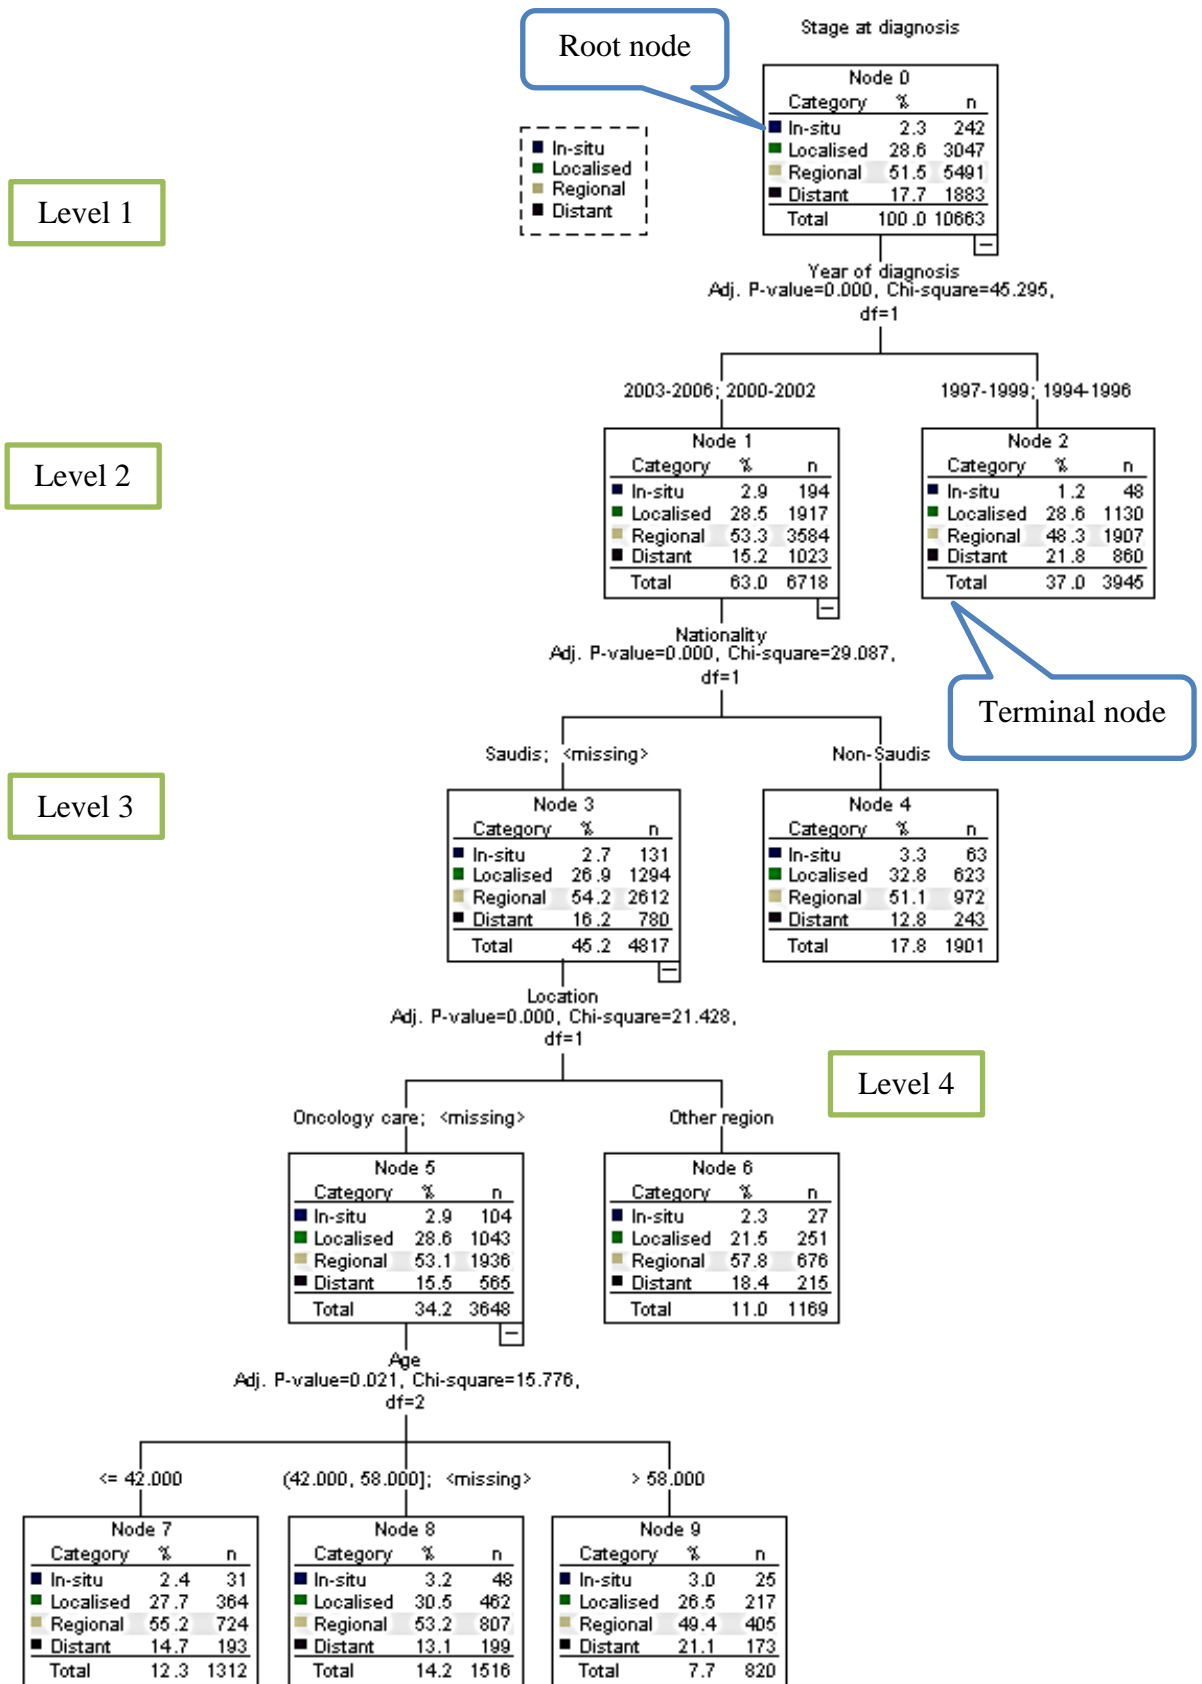 Stage at diagnosis
Root node
Node 0
Category % n
In-situ 2.3 242
Localised 28.6 3047
Regional 51.5 5491
Distant 17.7 1883
Total 100.0 10663
In-situ
Localised
Regional
Distant
Level 1
Year of diagnosis
Adj. P-value=0.000, Chi-square=45.295,
df=1
2003-2006; 2000-2002
1997-1999; 1994-1996
Level 2
Node 1
Category % n
In-situ 2.9 194
Localised 28.5 1917
Regional 53.3 3584
Distant 15.2 1023
Total 63.0 6718
Node 2
Category % n
In-situ 1.2 48
Localised 28.6 1130
Regional 48.3 1907
Distant 21.8 860
Total 37.0 3945
Nationality
Adj. P-value=0.000, Chi-square=29.087,
df=1
Terminal node
Saudis; <missing>
Non-Saudis
Level 3
Node 3
Category % n
In-situ 2.7 131
Localised 26.9 1294
Regional 54.2 2612
Distant 16.2 780
Total 45.2 4817
Node 4
Category % n
In-situ 3.3 63
Localised 32.8 623
Regional 51.1 972
Distant 12.8 243
Total 17.8 1901
Location
Adj. P-value=0.000, Chi-square=21.428,
df=1
Level 4
Oncology care; <missing>
Other region
Node 5
Category % n
In-situ 2.9 104
Localised 28.6 1043
Regional 53.1 1936
Distant 15.5 565
Total 34.2 3648
Node 6
Category % n
In-situ 2.3 27
Localised 21.5 251
Regional 57.8 676
Distant 18.4 215
Total 11.0 1169
Age
Adj. P-value=0.021, Chi-square=15.776,
df=2
<= 42.000
(42.000, 58.000]; <missing>
> 58.000
Node 7
Category % n
In-situ 2.4 31
Localised 27.7 364
Regional 55.2 724
Distant 14.7 193
Total 12.3 1312
Node 8
Category % n
In-situ 3.2 48
Localised 30.5 462
Regional 53.2 807
Distant 13.1 199
Total 14.2 1516
Node 9
Category % n
In-situ 3.0 25
Localised 26.5 217
Regional 49.4 405
Distant 21.1 173
Total 7.7 820